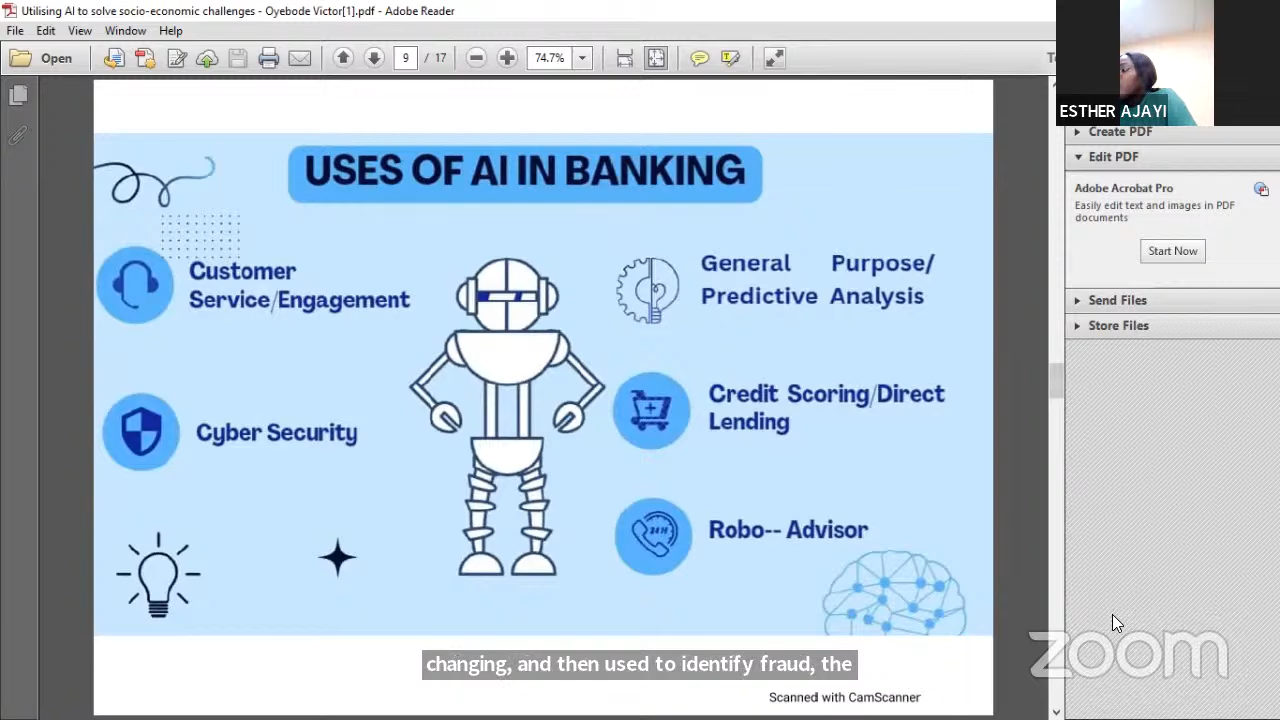 Utilising AI to solve socio-economic challenges - Oyebode Victor[1].pdf - Adobe Reader
File Edit View Window Help
Open
9 / 17
74.7%
ESTHER AJAYI
Create PDF
Edit PDF
Adobe Acrobat Pro
Easily edit text and images in PDF
documents
Start Now
Send Files
Store Files
USES OF AI IN BANKING
Customer
Service/Engagement
Cyber Security
General Purpose/
Predictive Analysis
Credit Scoring/Direct
Lending
24H
Robo-- Advisor
changing, and then used to identify fraud, the
Scanned with CamScanner
zoom